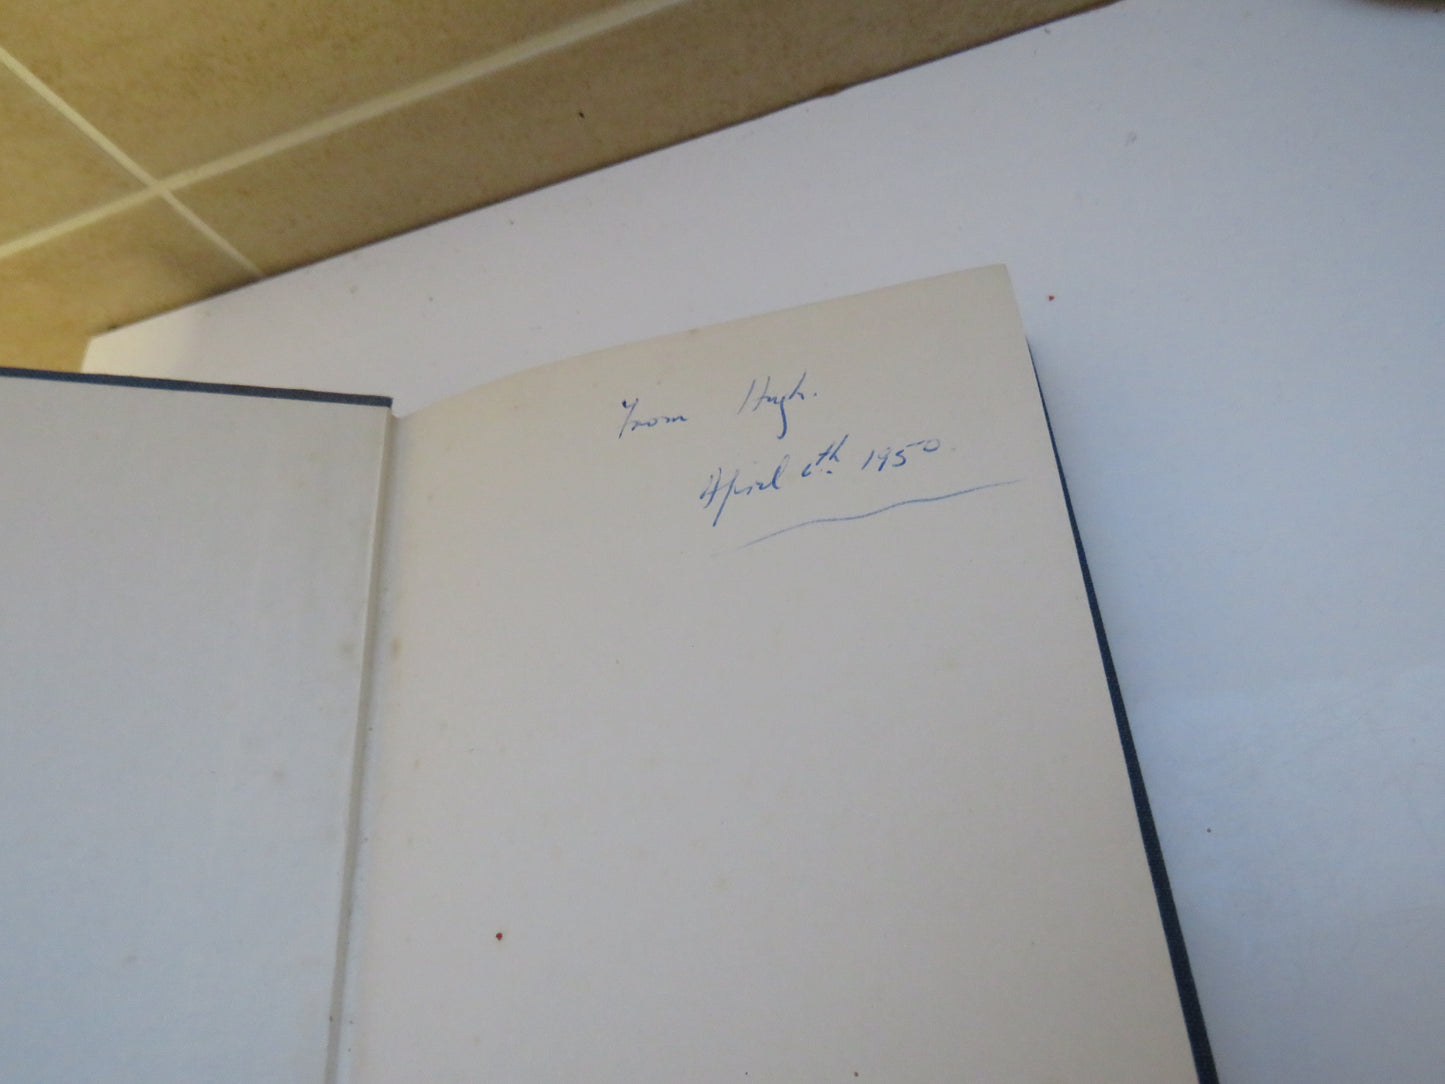 From Hugh.
April 6th. 1950.